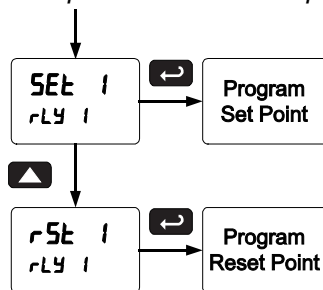 SEt 1
rLY 1
Program
Set Point
rSt 1
rLY 1
Program
Reset Point